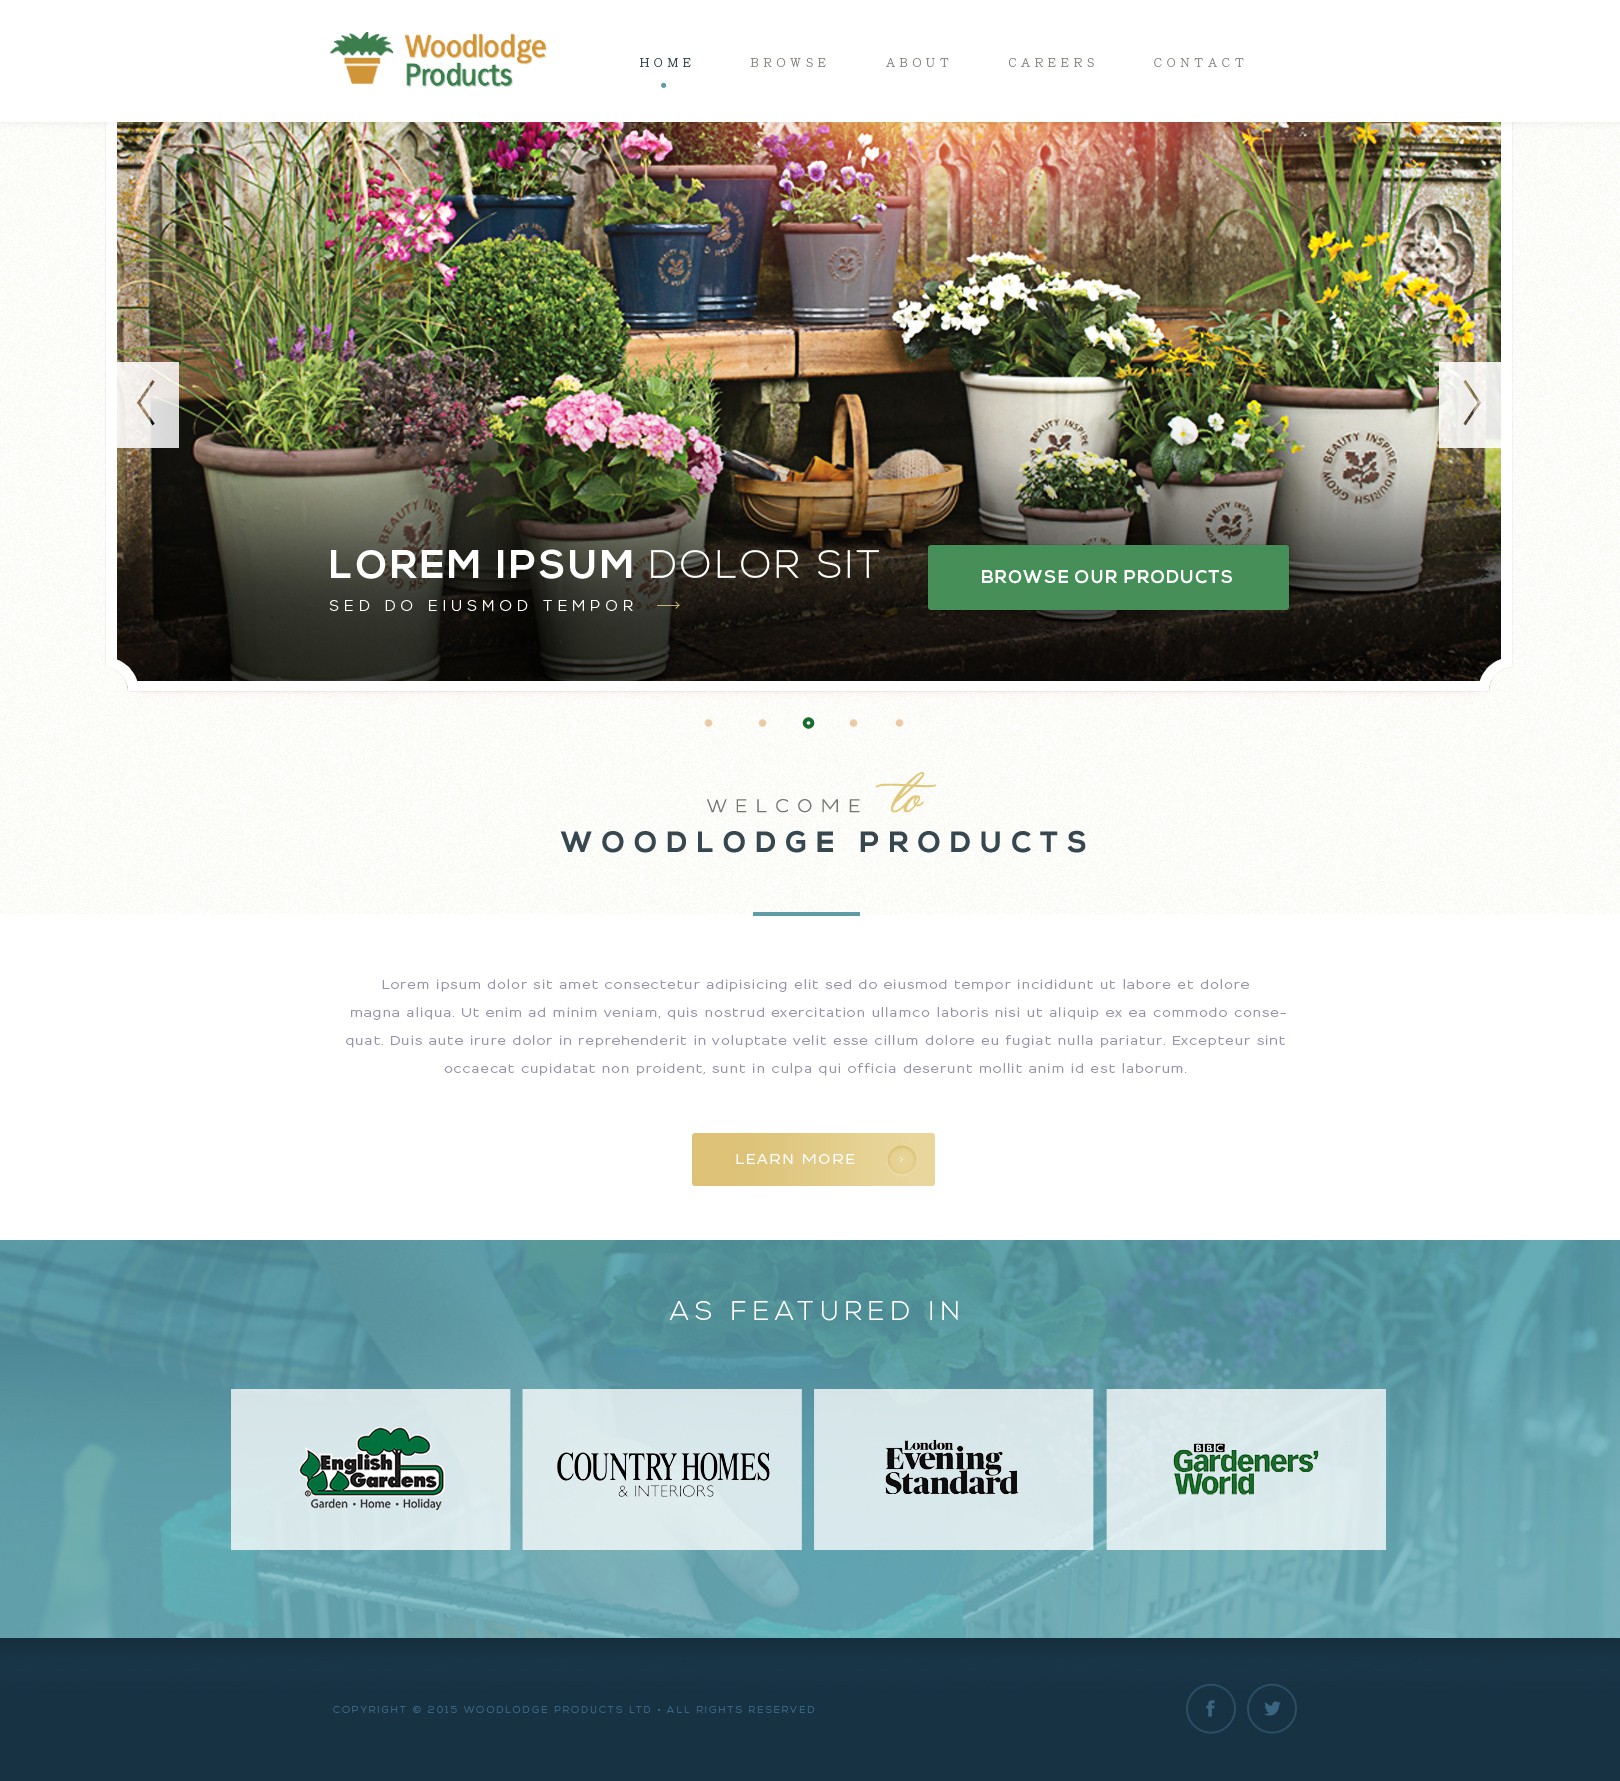 Woodlodge
Products
HOME BROWSE ABOUT CAREERS CONTACT
BEAUTY INSPIRE NOURISH GROW
LOREM IPSUM DOLOR SIT
SED DO EIUSMOD TEMPOR
BROWSE OUR PRODUCTS
WELCOME to
WOODLODGE PRODUCTS
Lorem ipsum dolor sit amet consectetur adipisicing elit sed do eiusmod tempor incididunt ut labore et dolore
magna aliqua. Ut enim ad minim veniam, quis nostrud exercitation ullamco laboris nisi ut aliquip ex ea commodo conse-
quat. Duis aute irure dolor in reprehenderit in voluptate velit esse cillum dolore eu fugiat nulla pariatur. Excepteur sint
occaecat cupidatat non proident, sunt in culpa qui officia deserunt mollit anim id est laborum.
LEARN MORE
AS FEATURED IN
English
Gardens
®
Garden • Home • Holiday
COUNTRY HOMES
& INTERIORS
London
Evening
Standard
BBC
Gardeners'
World
COPYRIGHT © 2015 WOODLODGE PRODUCTS LTD • ALL RIGHTS RESERVED